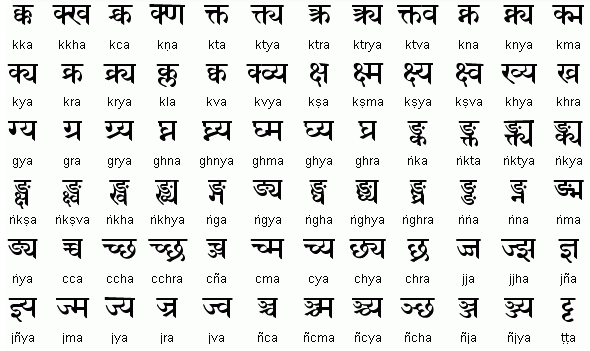 क्क क्ख क्च क्ण क्त क्त्य क्त्र क्त्र्य क्त्व क्न क्न्य क्म
kka kkha kca kṇa kta ktya ktra ktrya ktva kna knya kma
क्य क्र क्र्य क्ल क्व क्व्य क्ष क्ष्म क्ष्य क्ष्व ख्य ख्र
kya kra krya kla kva kvya kṣa kṣma kṣya kṣva khya khra
ग्य ग्र ग्र्य घ्न घ्न्य घ्म घ्य घ्र ङ्क ङ्क्त ङ्क्त्य ङ्क्य
gya gra grya ghna ghnya ghma ghya ghra ṅka ṅkta ṅktya ṅkya
ङ्क्ष ङ्क्ष्व ङ्ख ङ्ख्य ङ्ग ङ्ग्य ङ्घ ङ्घ्य ङ्घ्र ङ्ङ ङ्न ङ्म
ṅkṣa ṅkṣva ṅkha ṅkhya ṅga ṅgya ṅgha ṅghya ṅghra ṅṅa ṅna ṅma
ङ्य च्च च्छ च्छ्र च्ञ च्म च्य छ्य छ्र ज्ज ज्झ ज्ञ
ṅya cca ccha cchra cña cma cya chya chra jja jjha jña
ज्ञ्य ज्म ज्य ज्र ज्व ञ्च ञ्च्म ञ्च्य ञ्छ ञ्ज ञ्ज्य ट्ट
jñya jma jya jra jva ñca ñcma ñcya ñcha ñja ñjya ṭṭa